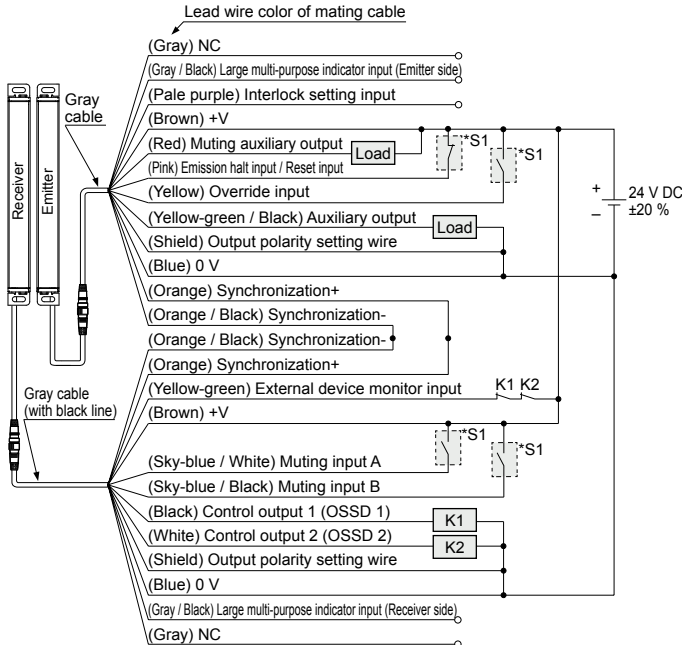 Lead wire color of mating cable
(Gray) NC
(Gray / Black) Large multi-purpose indicator input (Emitter side)
(Pale purple) Interlock setting input
(Brown) +V
(Red) Muting auxiliary output
Load
(Pink) Emission halt input / Reset input
(Yellow) Override input
(Yellow-green / Black) Auxiliary output
Load
(Shield) Output polarity setting wire
(Blue) 0 V
(Orange) Synchronization+
(Orange / Black) Synchronization-
(Orange / Black) Synchronization-
(Orange) Synchronization+
(Yellow-green) External device monitor input
K1 K2
(Brown) +V
(Sky-blue / White) Muting input A
(Sky-blue / Black) Muting input B
(Black) Control output 1 (OSSD 1)
K1
(White) Control output 2 (OSSD 2)
K2
(Shield) Output polarity setting wire
(Blue) 0 V
(Gray / Black) Large multi-purpose indicator input (Receiver side)
(Gray) NC
Receiver
Emitter
Gray
cable
Gray cable
(with black line)
*S1
*S1
*S1
*S1
+
–
24 V DC
±20 %